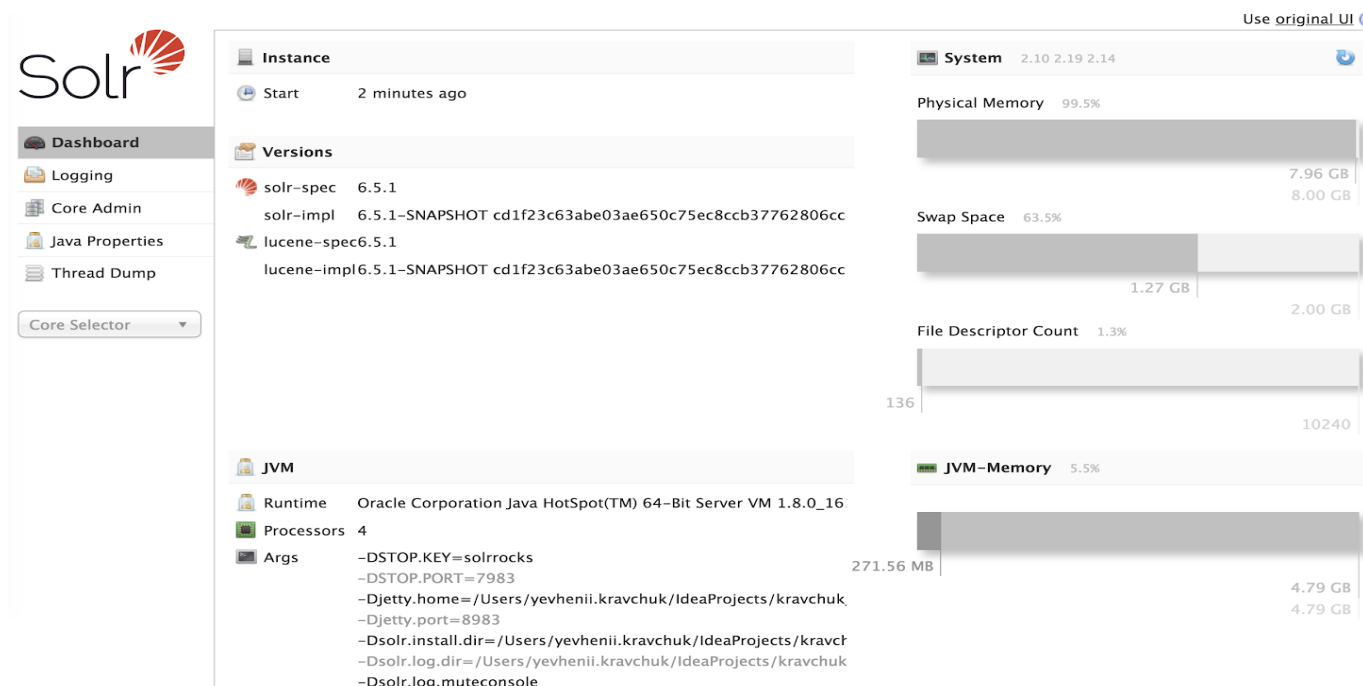 Use original UI
Solr
Dashboard
Logging
Core Admin
Java Properties
Thread Dump
Core Selector
Instance
Start 2 minutes ago
Versions
solr-spec 6.5.1
solr-impl 6.5.1-SNAPSHOT cd1f23c63abe03ae650c75ec8ccb37762806cc
lucene-spec6.5.1
lucene-impl6.5.1-SNAPSHOT cd1f23c63abe03ae650c75ec8ccb37762806cc
JVM
Runtime Oracle Corporation Java HotSpot(TM) 64-Bit Server VM 1.8.0_16
Processors 4
Args -DSTOP.KEY=solrrocks
-DSTOP.PORT=7983
-Djetty.home=/Users/yevhenii.kravchuk/IdeaProjects/kravchuk
-Djetty.port=8983
-Dsolr.install.dir=/Users/yevhenii.kravchuk/IdeaProjects/kravch
-Dsolr.log.dir=/Users/yevhenii.kravchuk/IdeaProjects/kravchuk
-Dsolr.log.muteconsole
System 2.10 2.19 2.14
Physical Memory 99.5%
7.96 GB
8.00 GB
Swap Space 63.5%
1.27 GB
2.00 GB
File Descriptor Count 1.3%
136
10240
JVM-Memory 5.5%
271.56 MB
4.79 GB
4.79 GB